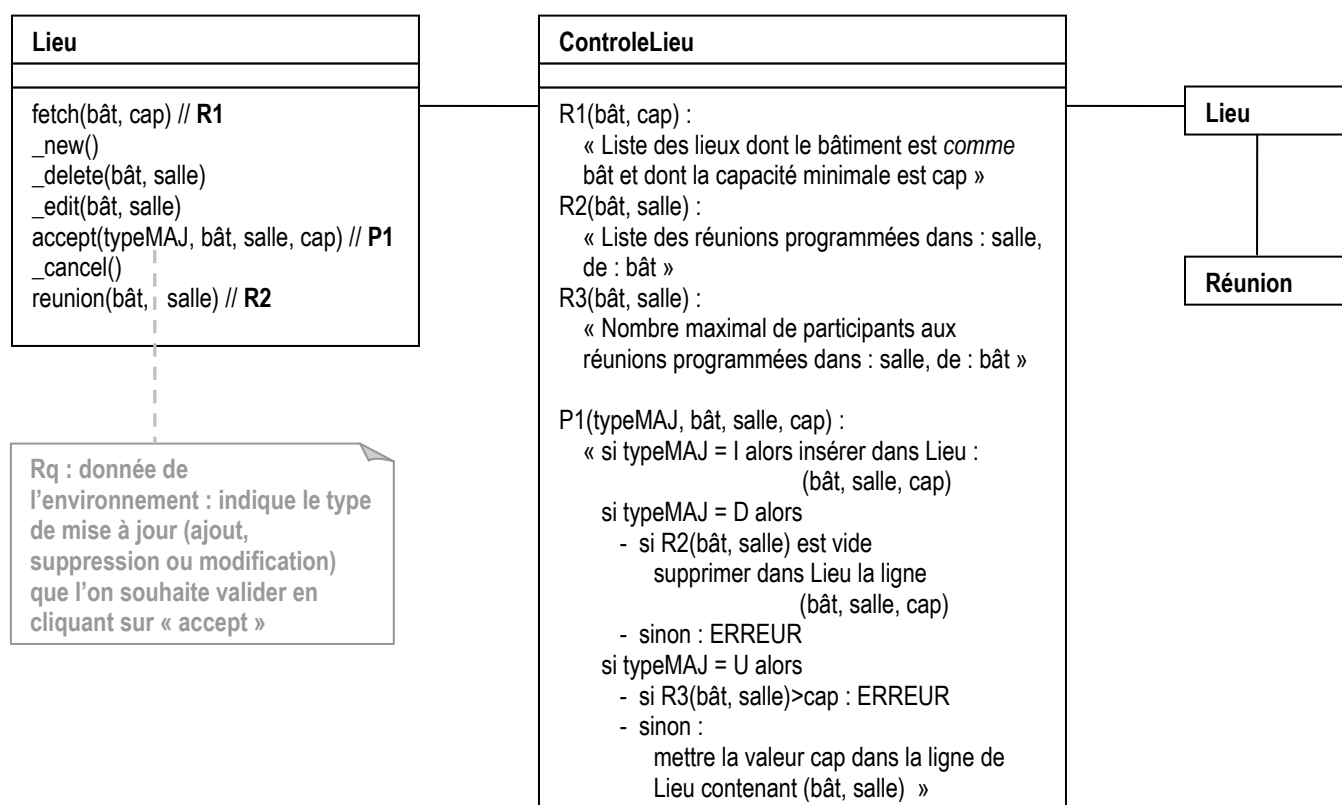 Lieu
fetch(bât, cap) // R1
_new()
_delete(bât, salle)
_edit(bât, salle)
accept(typeMAJ, bât, salle, cap) // P1
_cancel()
reunion(bât, salle) // R2
Rq : donnée de
l’environnement : indique le type
de mise à jour (ajout,
suppression ou modification)
que l’on souhaite valider en
cliquant sur « accept »
ControleLieu
R1(bât, cap) :
« Liste des lieux dont le bâtiment est comme
bât et dont la capacité minimale est cap »
R2(bât, salle) :
« Liste des réunions programmées dans : salle,
de : bât »
R3(bât, salle) :
« Nombre maximal de participants aux
réunions programmées dans : salle, de : bât »
P1(typeMAJ, bât, salle, cap) :
« si typeMAJ = I alors insérer dans Lieu :
(bât, salle, cap)
si typeMAJ = D alors
- si R2(bât, salle) est vide
supprimer dans Lieu la ligne
(bât, salle, cap)
- sinon : ERREUR
si typeMAJ = U alors
- si R3(bât, salle)>cap : ERREUR
- sinon :
mettre la valeur cap dans la ligne de
Lieu contenant (bât, salle) »
Lieu
Réunion